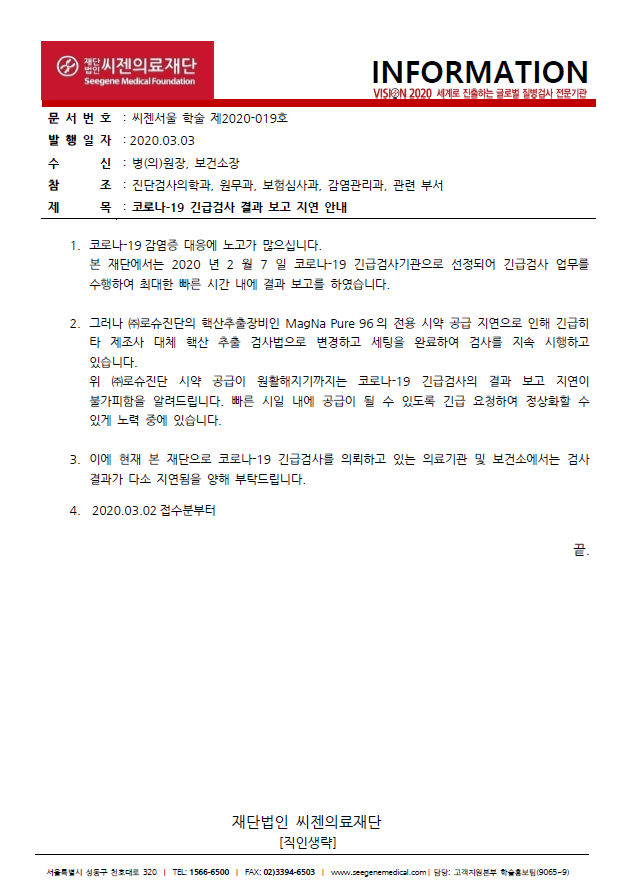 재단법인 씨젠의료재단
Seegene Medical Foundation
INFORMATION
VISION 2020 세계로 진출하는 글로벌 질병검사 전문기관
문 서 번 호 : 씨젠서울 학술 제2020-019호
발 행 일 자 : 2020.03.03
수 신 : 병(의)원장, 보건소장
참 조 : 진단검사의학과, 원무과, 보험심사과, 감염관리과, 관련 부서
제 목 : 코로나-19 긴급검사 결과 보고 지연 안내
1. 코로나-19 감염증 대응에 노고가 많으십니다.
본 재단에서는 2020 년 2 월 7 일 코로나-19 긴급검사기관으로 선정되어 긴급검사 업무를
수행하여 최대한 빠른 시간 내에 결과 보고를 하였습니다.
2. 그러나 ㈜로슈진단의 핵산추출장비인 MagNa Pure 96 의 전용 시약 공급 지연으로 인해 긴급히
타 제조사 대체 핵산 추출 검사법으로 변경하고 세팅을 완료하여 검사를 지속 시행하고
있습니다.
위 ㈜로슈진단 시약 공급이 원활해지기까지는 코로나-19 긴급검사의 결과 보고 지연이
불가피함을 알려드립니다. 빠른 시일 내에 공급이 될 수 있도록 긴급 요청하여 정상화할 수
있게 노력 중에 있습니다.
3. 이에 현재 본 재단으로 코로나-19 긴급검사를 의뢰하고 있는 의료기관 및 보건소에서는 검사
결과가 다소 지연됨을 양해 부탁드립니다.
4. 2020.03.02 접수분부터
끝.
재단법인 씨젠의료재단
[직인생략]
서울특별시 성동구 천호대로 320 | TEL: 1566-6500 | FAX: 02)3394-6503 | www.seegenemedical.com | 담당: 고객지원본부 학술홍보팀(9065~9)